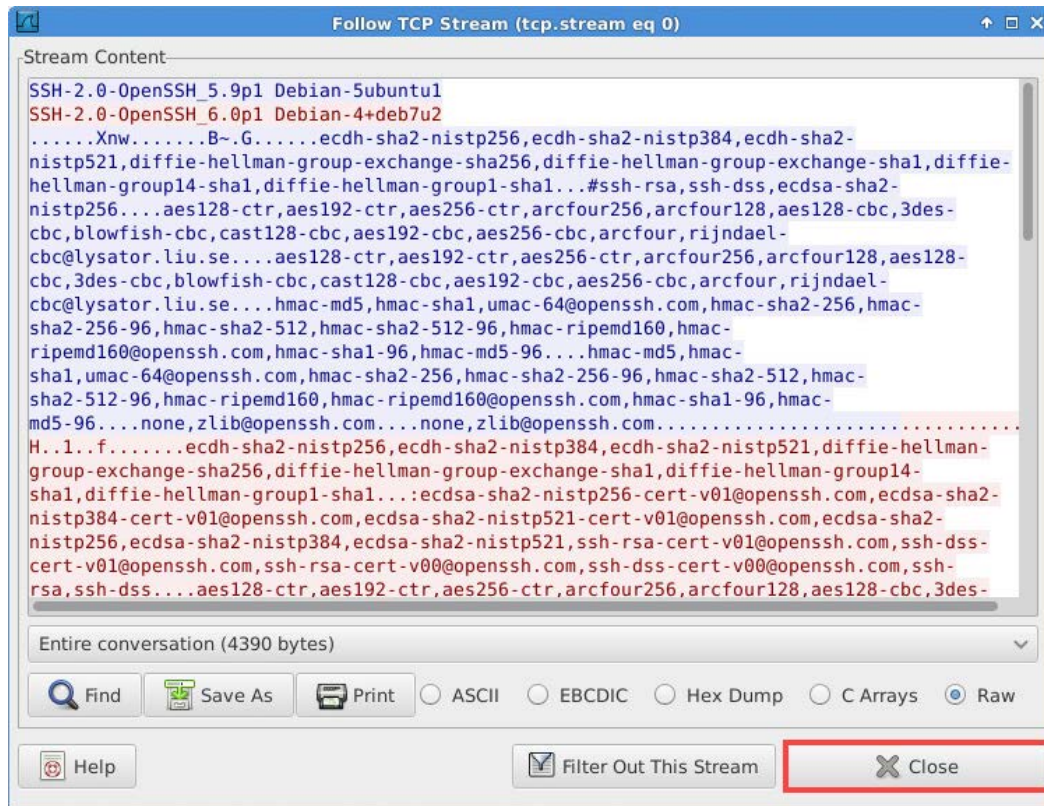 Follow TCP Stream (tcp.stream eq 0)
Stream Content
SSH-2.0-OpenSSH_5.9p1 Debian-5ubuntu1
SSH-2.0-OpenSSH_6.0p1 Debian-4+deb7u2
......Xnw.......B~.G......ecdh-sha2-nistp256,ecdh-sha2-nistp384,ecdh-sha2-
nistp521,diffie-hellman-group-exchange-sha256,diffie-hellman-group-exchange-sha1,diffie-
hellman-group14-sha1,diffie-hellman-group1-sha1...#ssh-rsa,ssh-dss,ecdsa-sha2-
nistp256....aes128-ctr,aes192-ctr,aes256-ctr,arcfour256,arcfour128,aes128-cbc,3des-
cbc,blowfish-cbc,cast128-cbc,aes192-cbc,aes256-cbc,arcfour,rijndael-
cbc@lysator.liu.se....aes128-ctr,aes192-ctr,aes256-ctr,arcfour256,arcfour128,aes128-
cbc,3des-cbc,blowfish-cbc,cast128-cbc,aes192-cbc,aes256-cbc,arcfour,rijndael-
cbc@lysator.liu.se....hmac-md5,hmac-sha1,umac-64@openssh.com,hmac-sha2-256,hmac-
sha2-256-96,hmac-sha2-512,hmac-sha2-512-96,hmac-ripemd160,hmac-
ripemd160@openssh.com,hmac-sha1-96,hmac-md5-96....hmac-md5,hmac-
sha1,umac-64@openssh.com,hmac-sha2-256,hmac-sha2-256-96,hmac-sha2-512,hmac-
sha2-512-96,hmac-ripemd160,hmac-ripemd160@openssh.com,hmac-sha1-96,hmac-
md5-96....none,zlib@openssh.com....none,zlib@openssh.com.................................
H..1..f.......ecdh-sha2-nistp256,ecdh-sha2-nistp384,ecdh-sha2-nistp521,diffie-hellman-
group-exchange-sha256,diffie-hellman-group-exchange-sha1,diffie-hellman-group14-
sha1,diffie-hellman-group1-sha1...:ecdsa-sha2-nistp256-cert-v01@openssh.com,ecdsa-sha2-
nistp384-cert-v01@openssh.com,ecdsa-sha2-nistp521-cert-v01@openssh.com,ecdsa-sha2-
nistp256,ecdsa-sha2-nistp384,ecdsa-sha2-nistp521,ssh-rsa-cert-v01@openssh.com,ssh-dss-
cert-v01@openssh.com,ssh-rsa-cert-v00@openssh.com,ssh-dss-cert-v00@openssh.com,ssh-
rsa,ssh-dss....aes128-ctr,aes192-ctr,aes256-ctr,arcfour256,arcfour128,aes128-cbc,3des-
Entire conversation (4390 bytes)
Find Save As Print ASCII EBCDIC Hex Dump C Arrays Raw
Help Filter Out This Stream Close